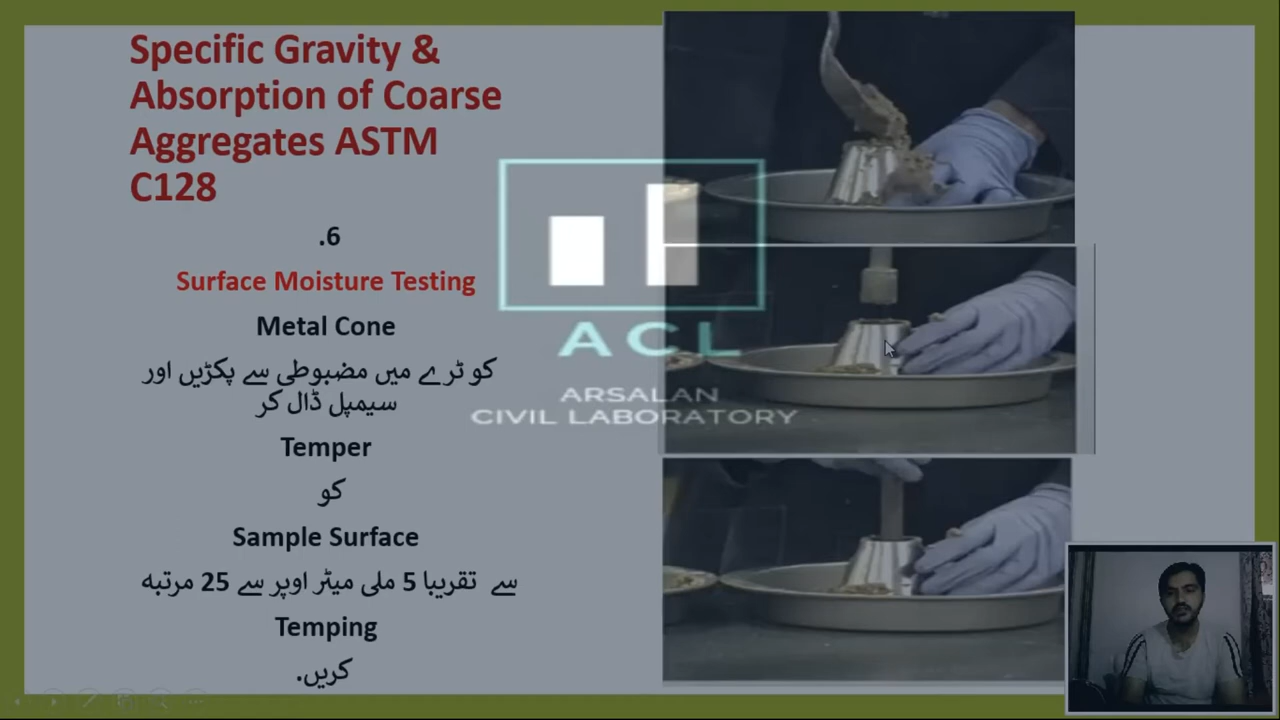 Specific Gravity &
Absorption of Coarse
Aggregates ASTM
C128
.6
Surface Moisture Testing
Metal Cone
کو ٹرے میں مضبوطی سے پکڑیں اور
سیمپل ڈال کر
Temper
کو
Sample Surface
سے تقریبا 5 ملی میٹر اوپر سے 25 مرتبہ
Temping
کریں.
ACL
ARSALAN
CIVIL LABORATORY